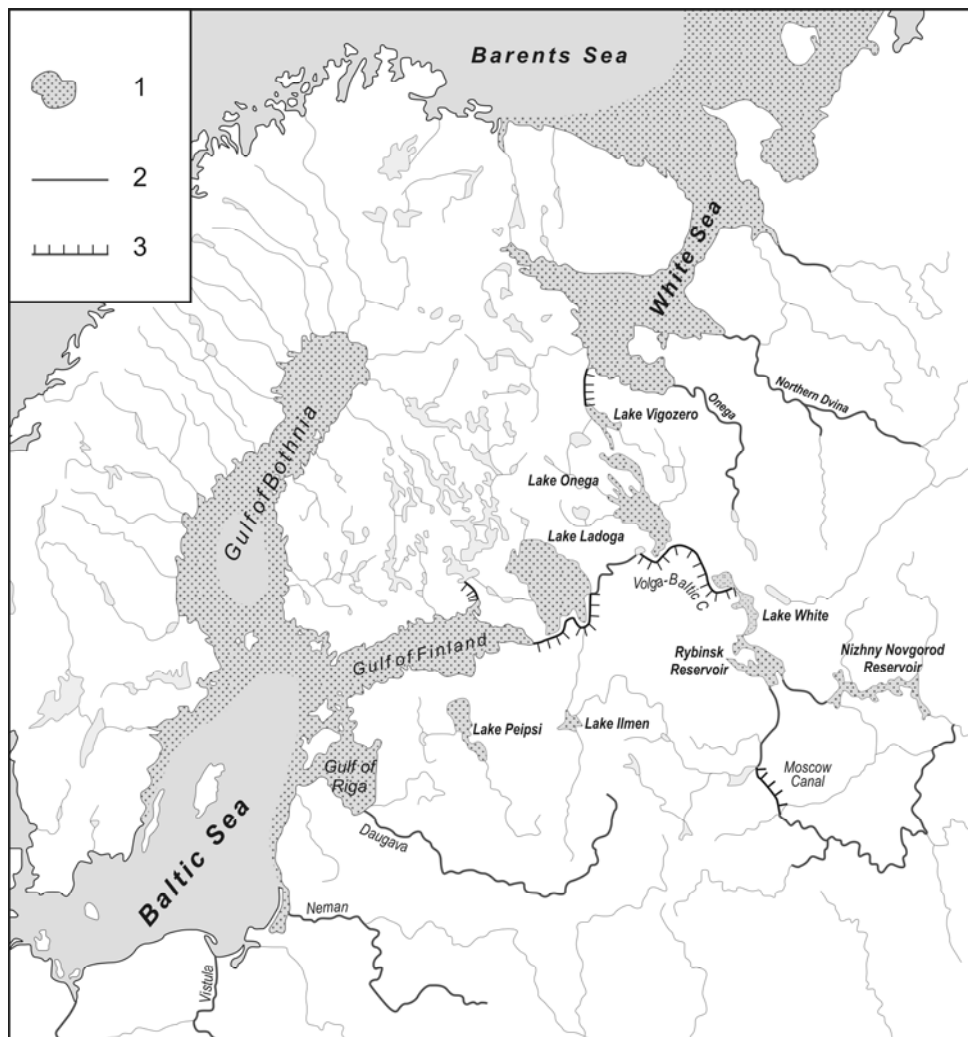 Barents Sea
1
2
3
White Sea
Northern Dvina
Onega
Lake Vigozero
Gulf of Bothnia
Lake Onega
Lake Ladoga
Volga-Baltic C
Lake White
Gulf of Finland
Rybinsk
Reservoir
Nizhny Novgorod
Reservoir
Lake Peipsi
Lake Ilmen
Gulf of
Riga
Moscow
Canal
Daugava
Baltic Sea
Neman
Vistula